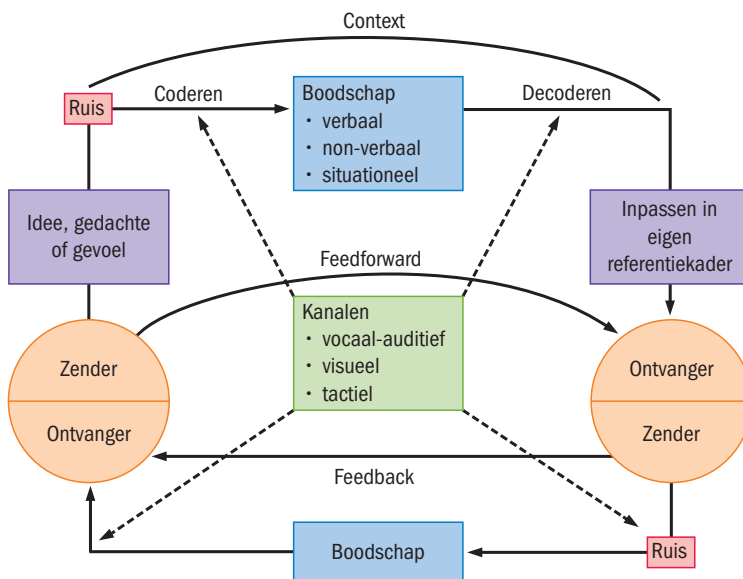 Context
Ruis
Coderen
Boodschap
· verbaal
· non-verbaal
· situationeel
Decoderen
Idee, gedachte
of gevoel
Inpassen in
eigen
referentiekader
Feedforward
Kanalen
· vocaal-auditief
· visueel
· tactiel
Zender
Ontvanger
Ontvanger
Zender
Feedback
Boodschap
Ruis